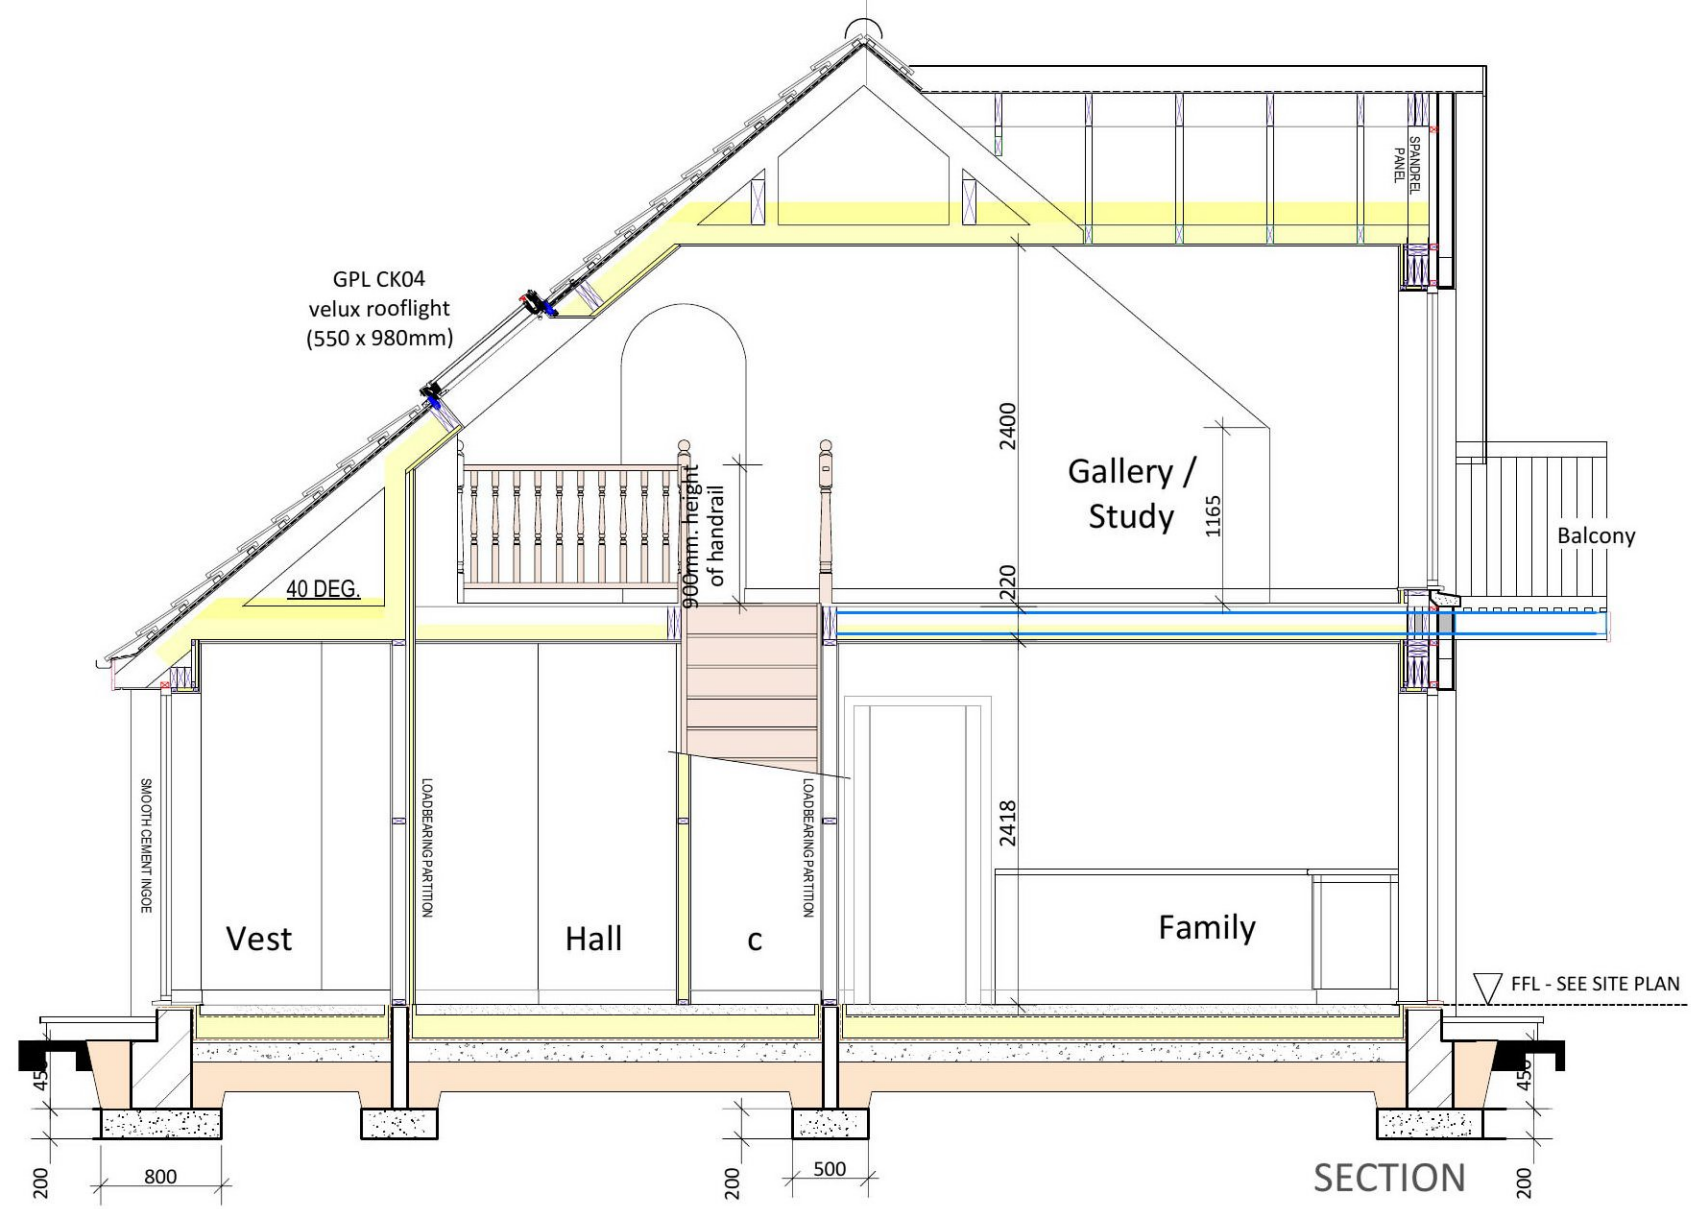 GPL CK04
velux rooflight
(550 x 980mm)
SPANDREL
PANEL
2400
Gallery /
Study
1165
900mm. height
of handrail
220
Balcony
40 DEG.
SMOOTH CEMENT INGOE
LOADBEARING PARTITION
LOADBEARING PARTITION
2418
Vest
Hall
c
Family
FFL - SEE SITE PLAN
450
450
200
800
200
500
200
SECTION